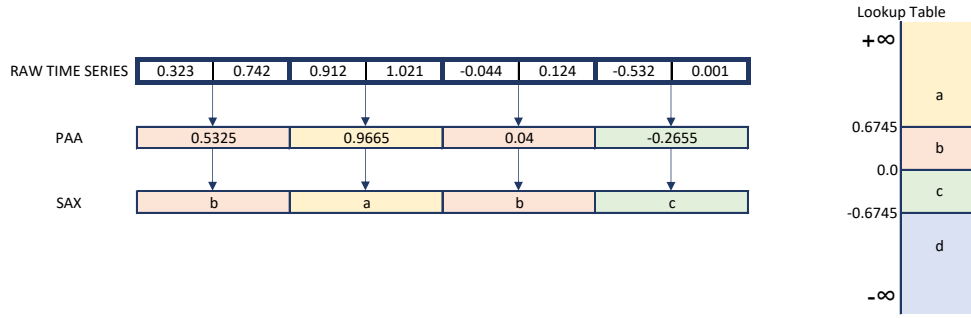 Lookup Table
+∞
RAW TIME SERIES 0.323 0.742 0.912 1.021 -0.044 0.124 -0.532 0.001
a
0.6745
PAA 0.5325 0.9665 0.04 -0.2655
b
0.0
c
SAX b a b c
-0.6745
d
-∞